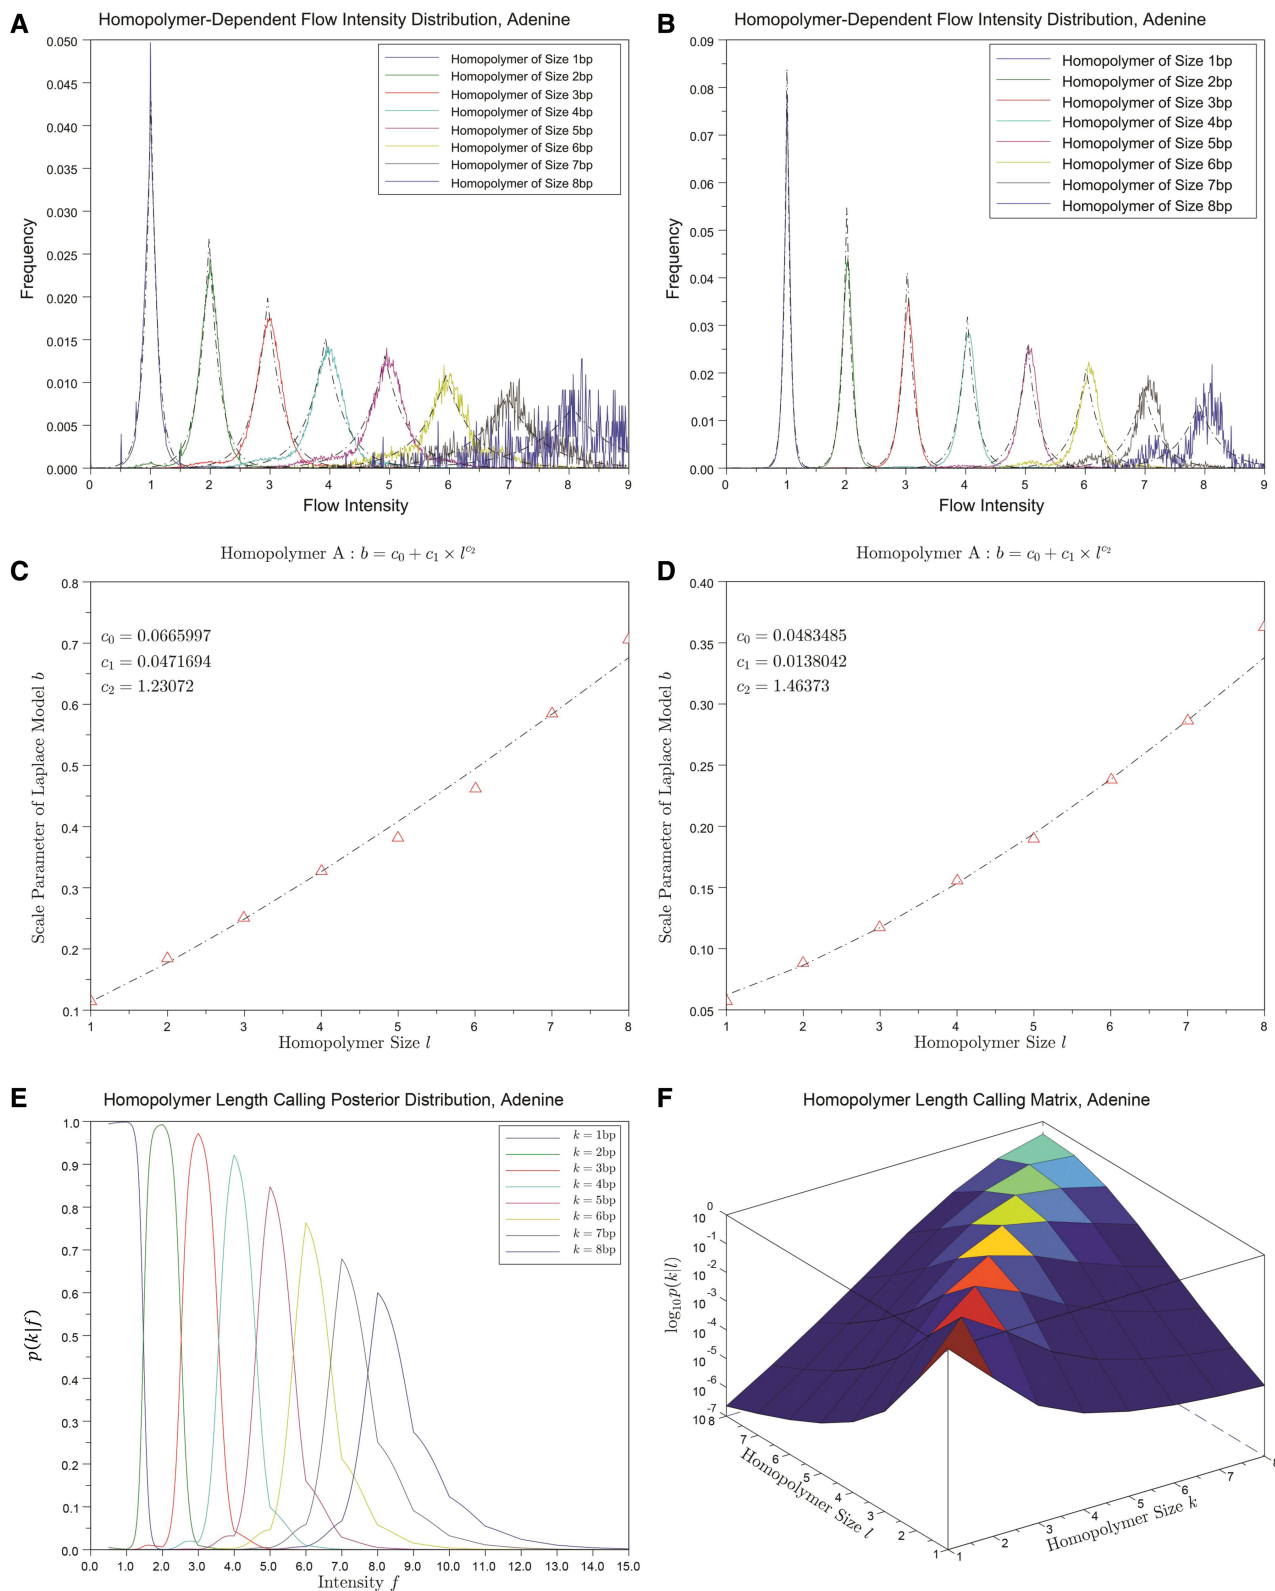 A
Homopolymer-Dependent Flow Intensity Distribution, Adenine
0.050
0.045
0.040
0.035
0.030
0.025
0.020
0.015
0.010
0.005
0.000
Frequency
Homopolymer of Size 1bp
Homopolymer of Size 2bp
Homopolymer of Size 3bp
Homopolymer of Size 4bp
Homopolymer of Size 5bp
Homopolymer of Size 6bp
Homopolymer of Size 7bp
Homopolymer of Size 8bp
0 1 2 3 4 5 6 7 8 9
Flow Intensity
B
Homopolymer-Dependent Flow Intensity Distribution, Adenine
0.09
0.08
0.07
0.06
0.05
0.04
0.03
0.02
0.01
0.00
Frequency
Homopolymer of Size 1bp
Homopolymer of Size 2bp
Homopolymer of Size 3bp
Homopolymer of Size 4bp
Homopolymer of Size 5bp
Homopolymer of Size 6bp
Homopolymer of Size 7bp
Homopolymer of Size 8bp
0 1 2 3 4 5 6 7 8 9
Flow Intensity
C
Homopolymer A : b = c₀ + c₁ × l^c₂
0.8
0.7
0.6
0.5
0.4
0.3
0.2
0.1
Scale Parameter of Laplace Model b
c₀ = 0.0665997
c₁ = 0.0471694
c₂ = 1.23072
1 2 3 4 5 6 7 8
Homopolymer Size l
D
Homopolymer A : b = c₀ + c₁ × l^c₂
0.40
0.35
0.30
0.25
0.20
0.15
0.10
0.05
Scale Parameter of Laplace Model b
c₀ = 0.0483485
c₁ = 0.0138042
c₂ = 1.46373
1 2 3 4 5 6 7 8
Homopolymer Size l
E
Homopolymer Length Calling Posterior Distribution, Adenine
1.0
0.9
0.8
0.7
0.6
0.5
0.4
0.3
0.2
0.1
0.0
p(k|f)
k = 1bp
k = 2bp
k = 3bp
k = 4bp
k = 5bp
k = 6bp
k = 7bp
k = 8bp
0.0 1.0 2.0 3.0 4.0 5.0 6.0 7.0 8.0 9.0 10.0 11.0 12.0 13.0 14.0 15.0
Intensity f
F
Homopolymer Length Calling Matrix, Adenine
10⁰
10⁻¹
10⁻²
10⁻³
10⁻⁴
10⁻⁵
10⁻⁶
10⁻⁷
log₁₀p(k|l)
8 7 6 5 4 3 2 1
Homopolymer Size l
1 2 3 4 5 6 7 8
Homopolymer Size k